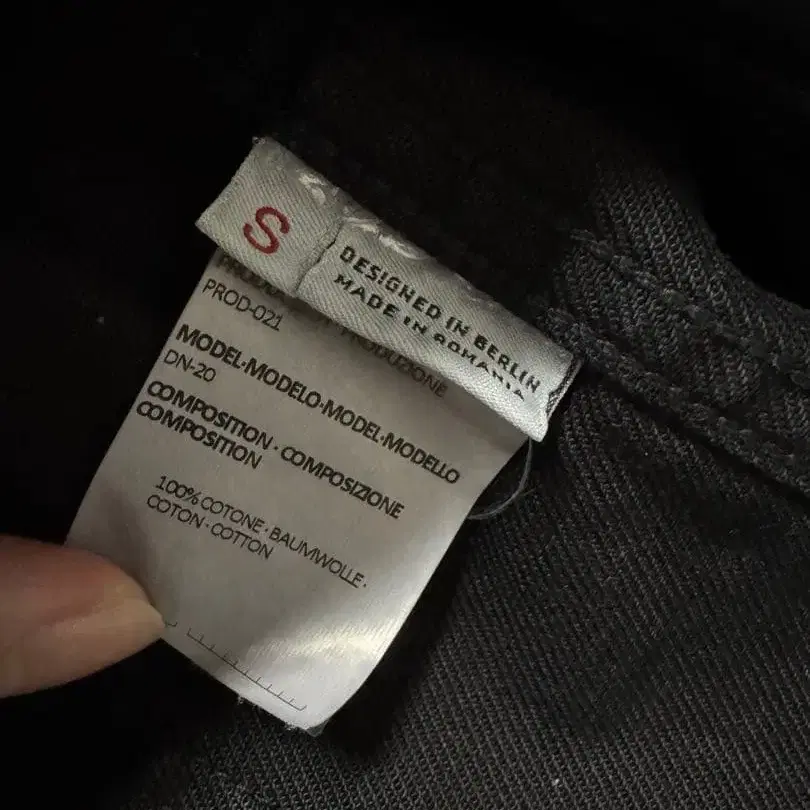 S
DESIGNED IN BERLIN
MADE IN ROMANIA
PRODUZIONE
PROD-021
MODEL·MODELO·MODEL·MODELLO
DN-20
COMPOSITION · COMPOSIZIONE
COMPOSITION
100% COTONE · BAUMWOLLE ·
COTON · COTTON